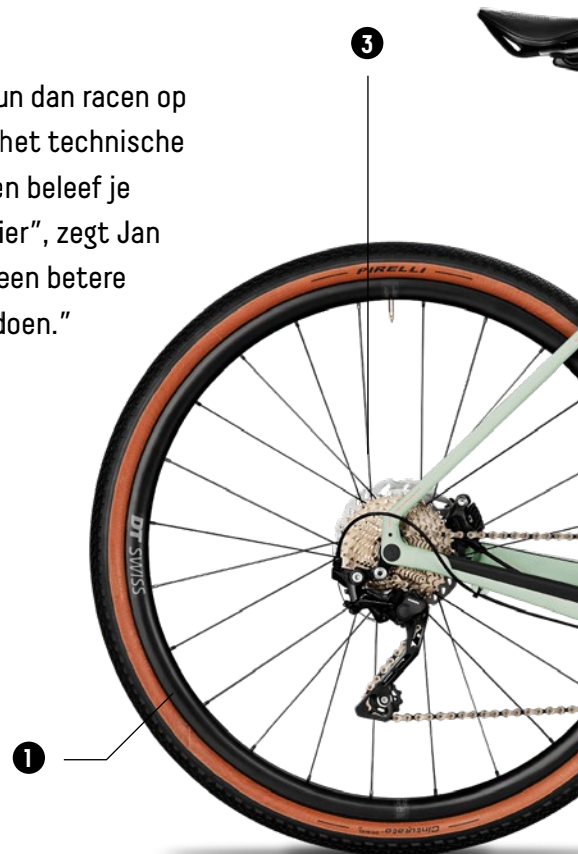 un dan racen op
het technische
en beleef je
ier”, zegt Jan
een betere
doen.”
3
PIRELLI
DT SWISS
1
Cinturato